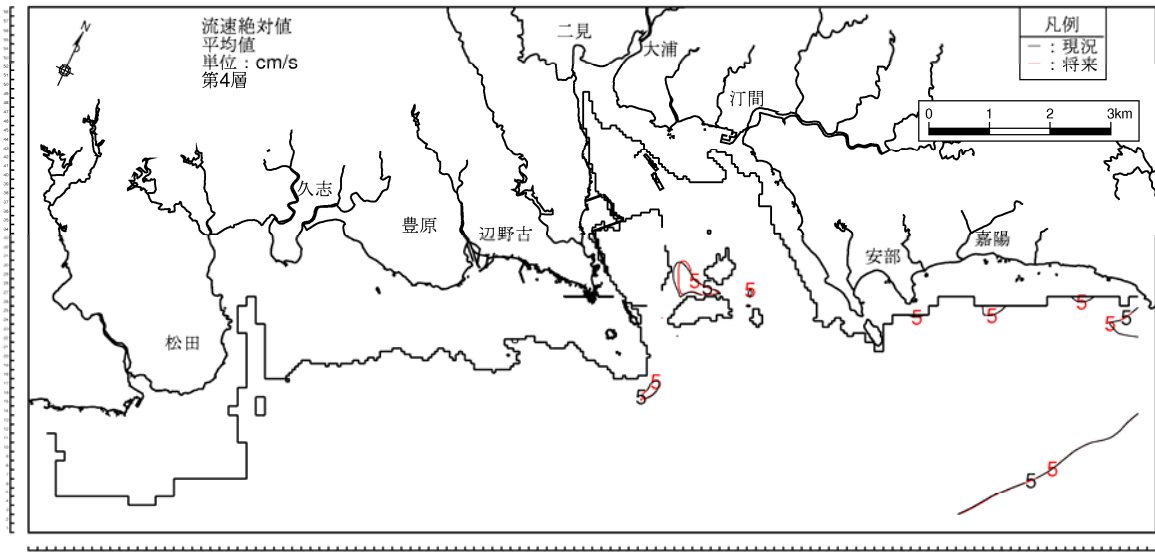 流速絶対値
平均値
単位：cm/s
第4層
N
凡例
－：現況
－：将来
0 1 2 3km
二見
大浦
汀間
久志
豊原
辺野古
安部
嘉陽
松田
5
5
5
5
5
5
5
5
5
5
5
5